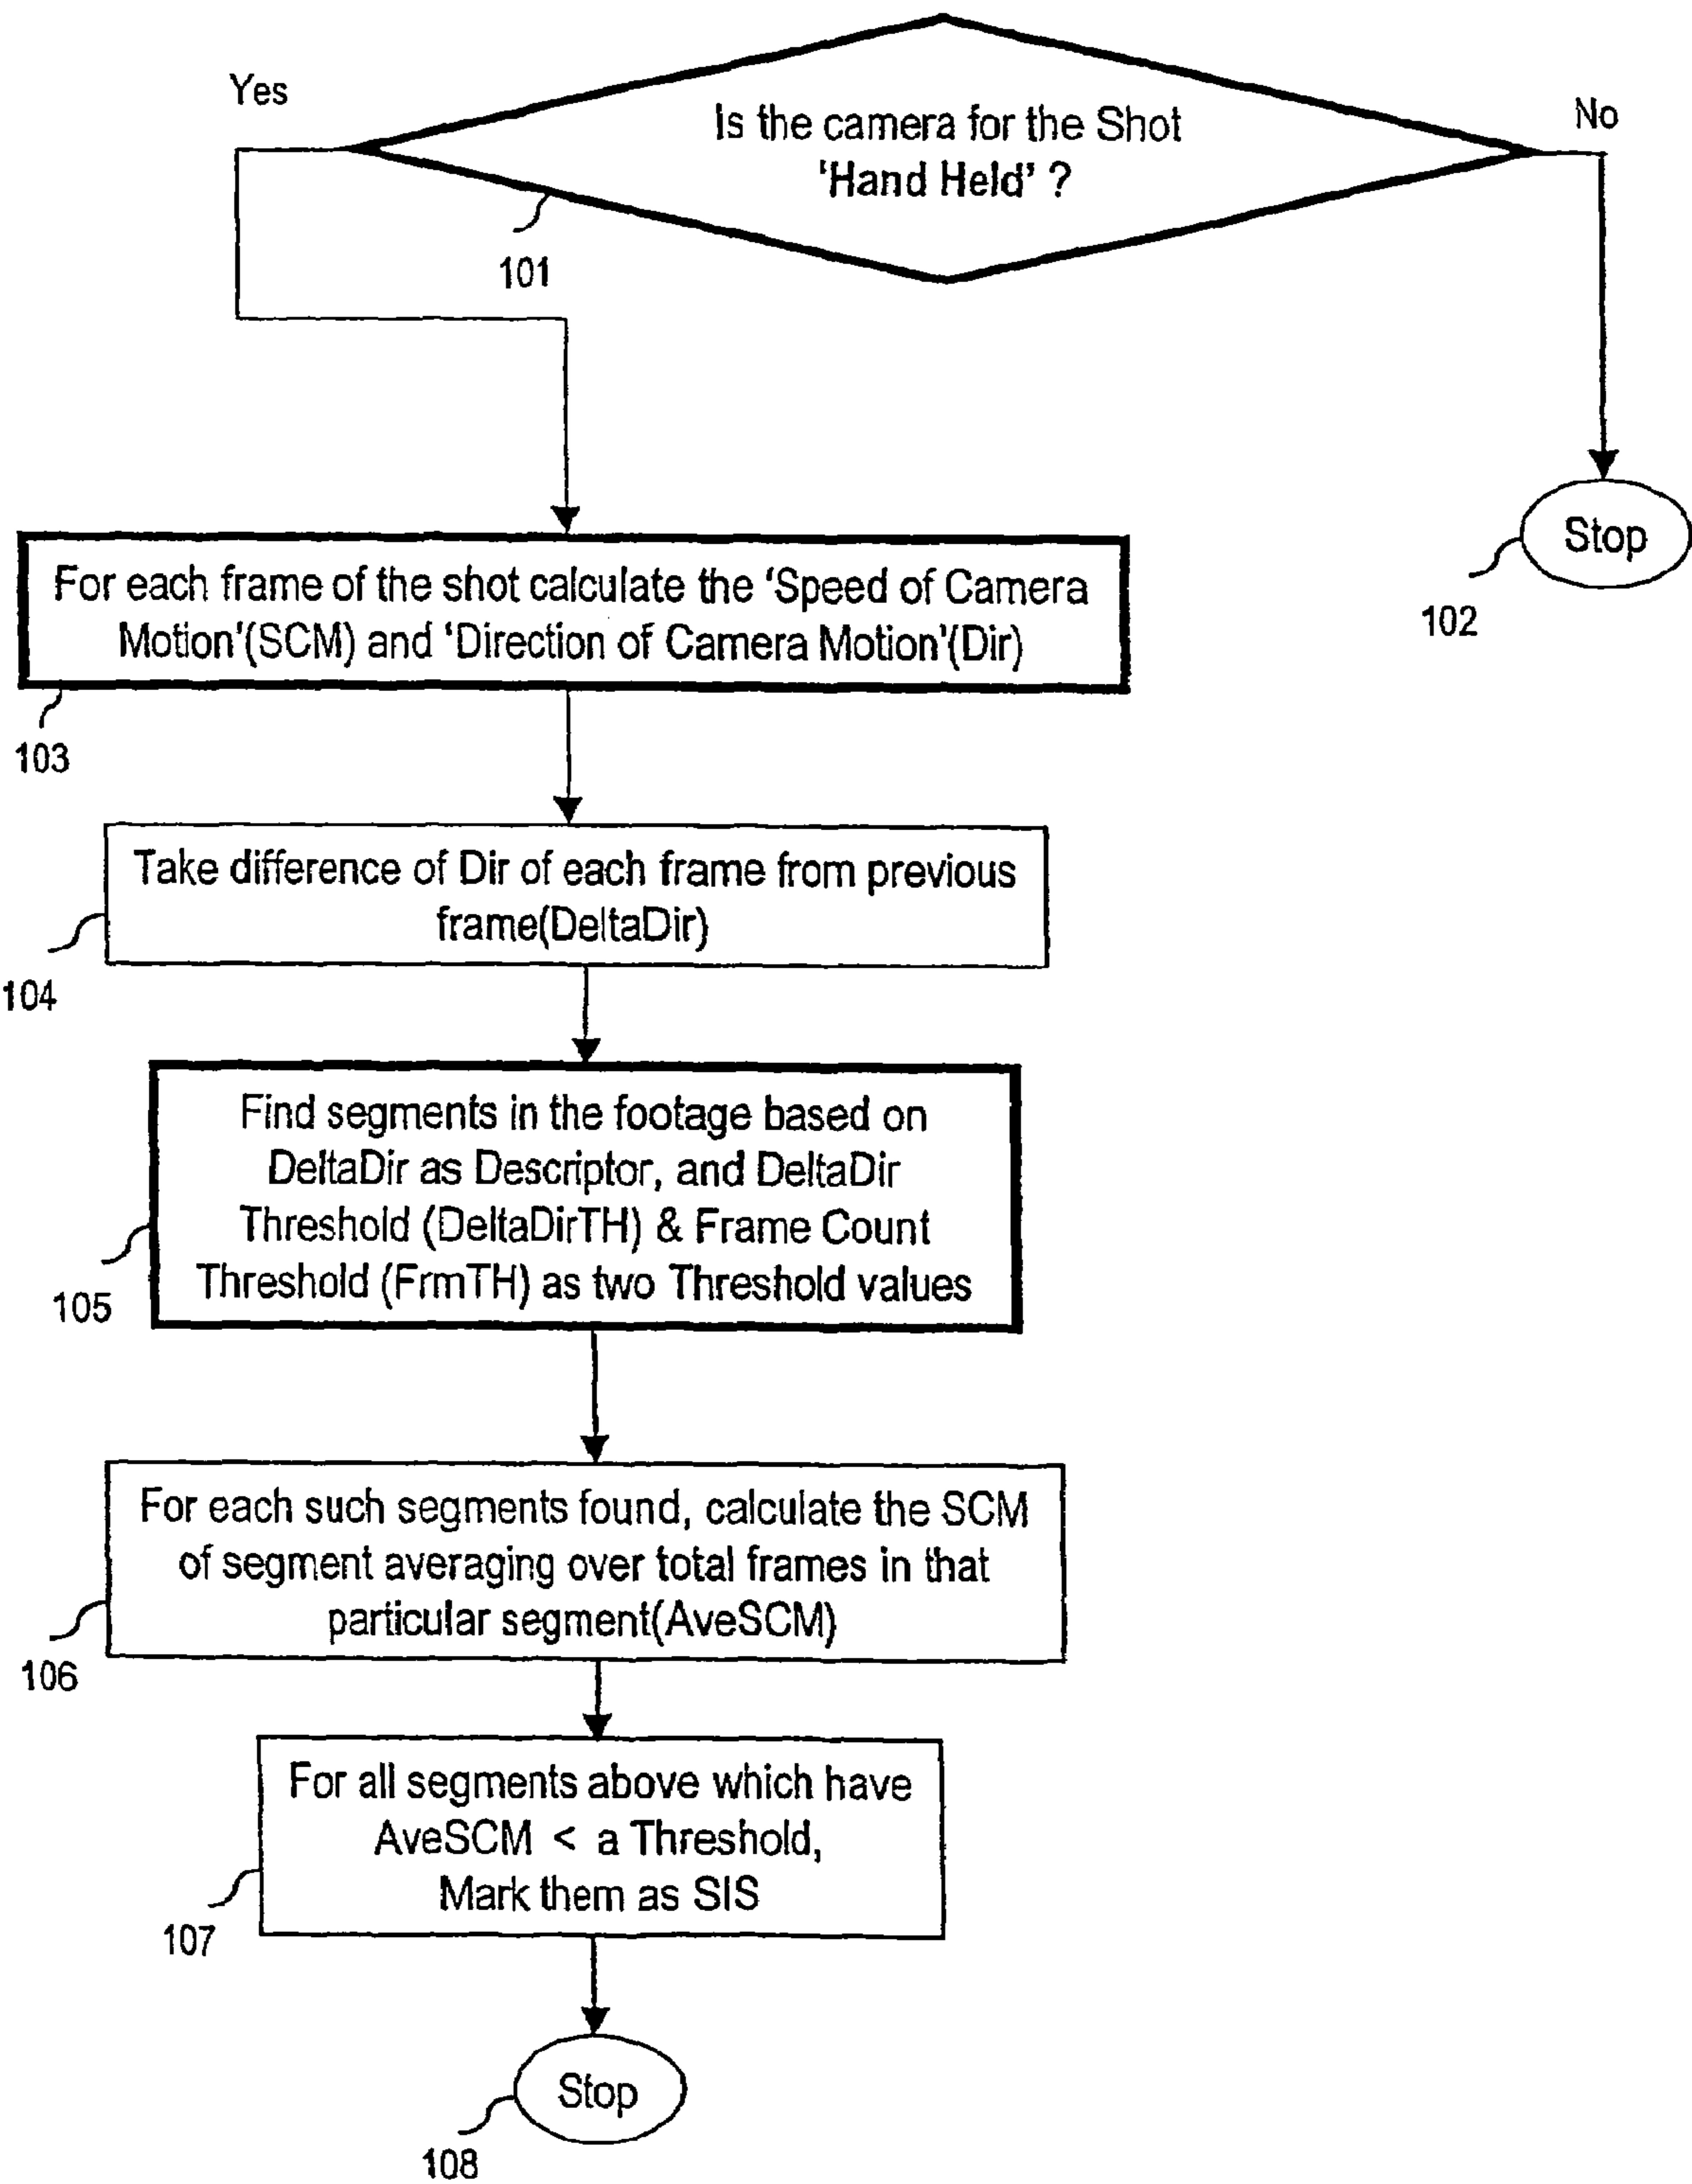 Yes
Is the camera for the Shot
'Hand Held' ?
No
101
Stop
102
For each frame of the shot calculate the 'Speed of Camera
Motion'(SCM) and 'Direction of Camera Motion'(Dir)
103
Take difference of Dir of each frame from previous
frame(DeltaDir)
104
Find segments in the footage based on
DeltaDir as Descriptor, and DeltaDir
Threshold (DeltaDirTH) & Frame Count
Threshold (FrmTH) as two Threshold values
105
For each such segments found, calculate the SCM
of segment averaging over total frames in that
particular segment(AveSCM)
106
For all segments above which have
AveSCM < a Threshold,
Mark them as SIS
107
Stop
108